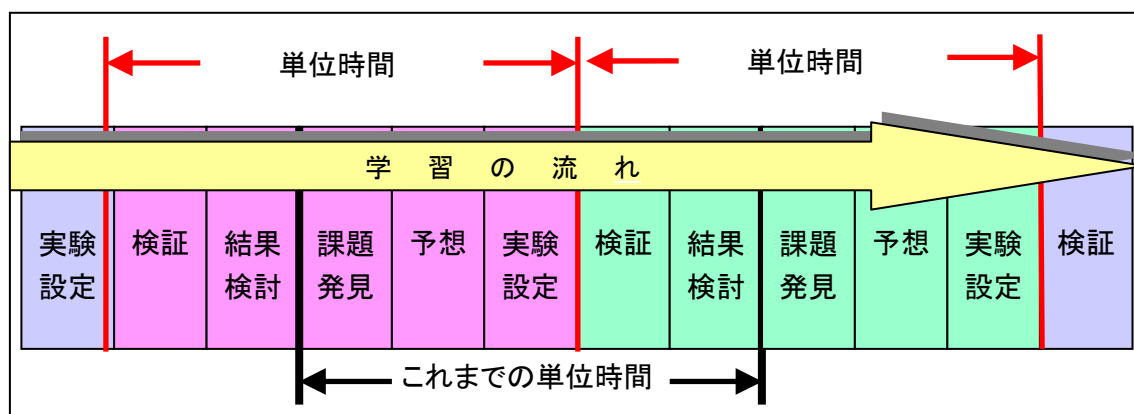 単位時間
単位時間
学習の流れ
実験
設定
検証
結果
検討
課題
発見
予想
実験
設定
検証
結果
検討
課題
発見
予想
実験
設定
検証
これまでの単位時間